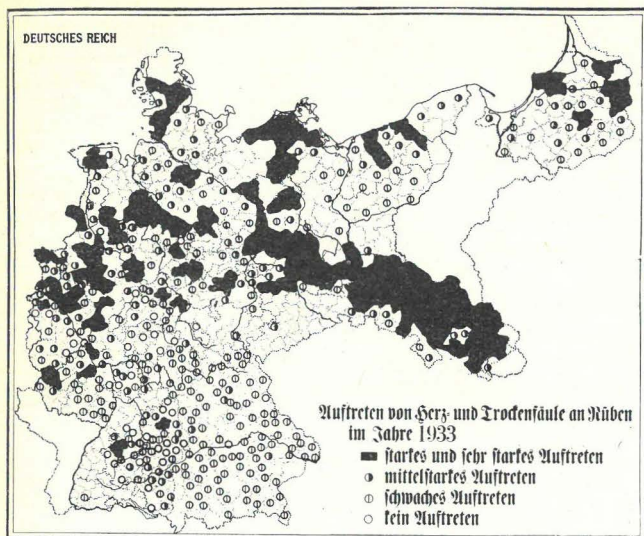 DEUTSCHES REICH
Auftreten von Herz- und Trockenfäule an Rüben
im Jahre 1933
starkes und sehr starkes Auftreten
mittelstarkes Auftreten
schwaches Auftreten
kein Auftreten